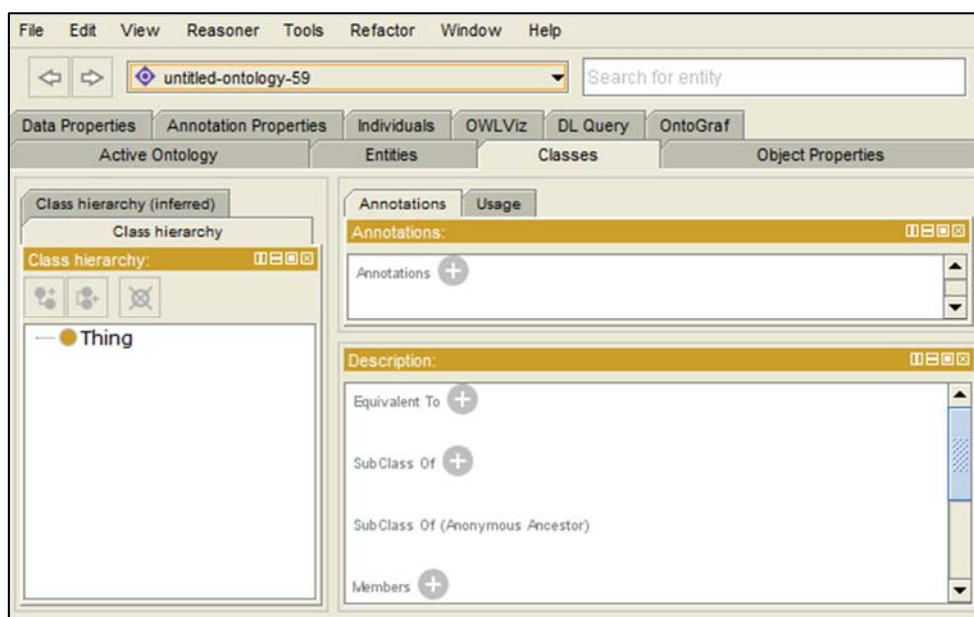 File Edit View Reasoner Tools Refactor Window Help
untitled-ontology-59 Search for entity
Data Properties Annotation Properties Individuals OWLViz DL Query OntoGraf
Active Ontology Entities Classes Object Properties
Class hierarchy (inferred)
Class hierarchy
Class hierarchy:
Thing
Annotations Usage
Annotations:
Annotations
Description:
Equivalent To
SubClass Of
SubClass Of (Anonymous Ancestor)
Members